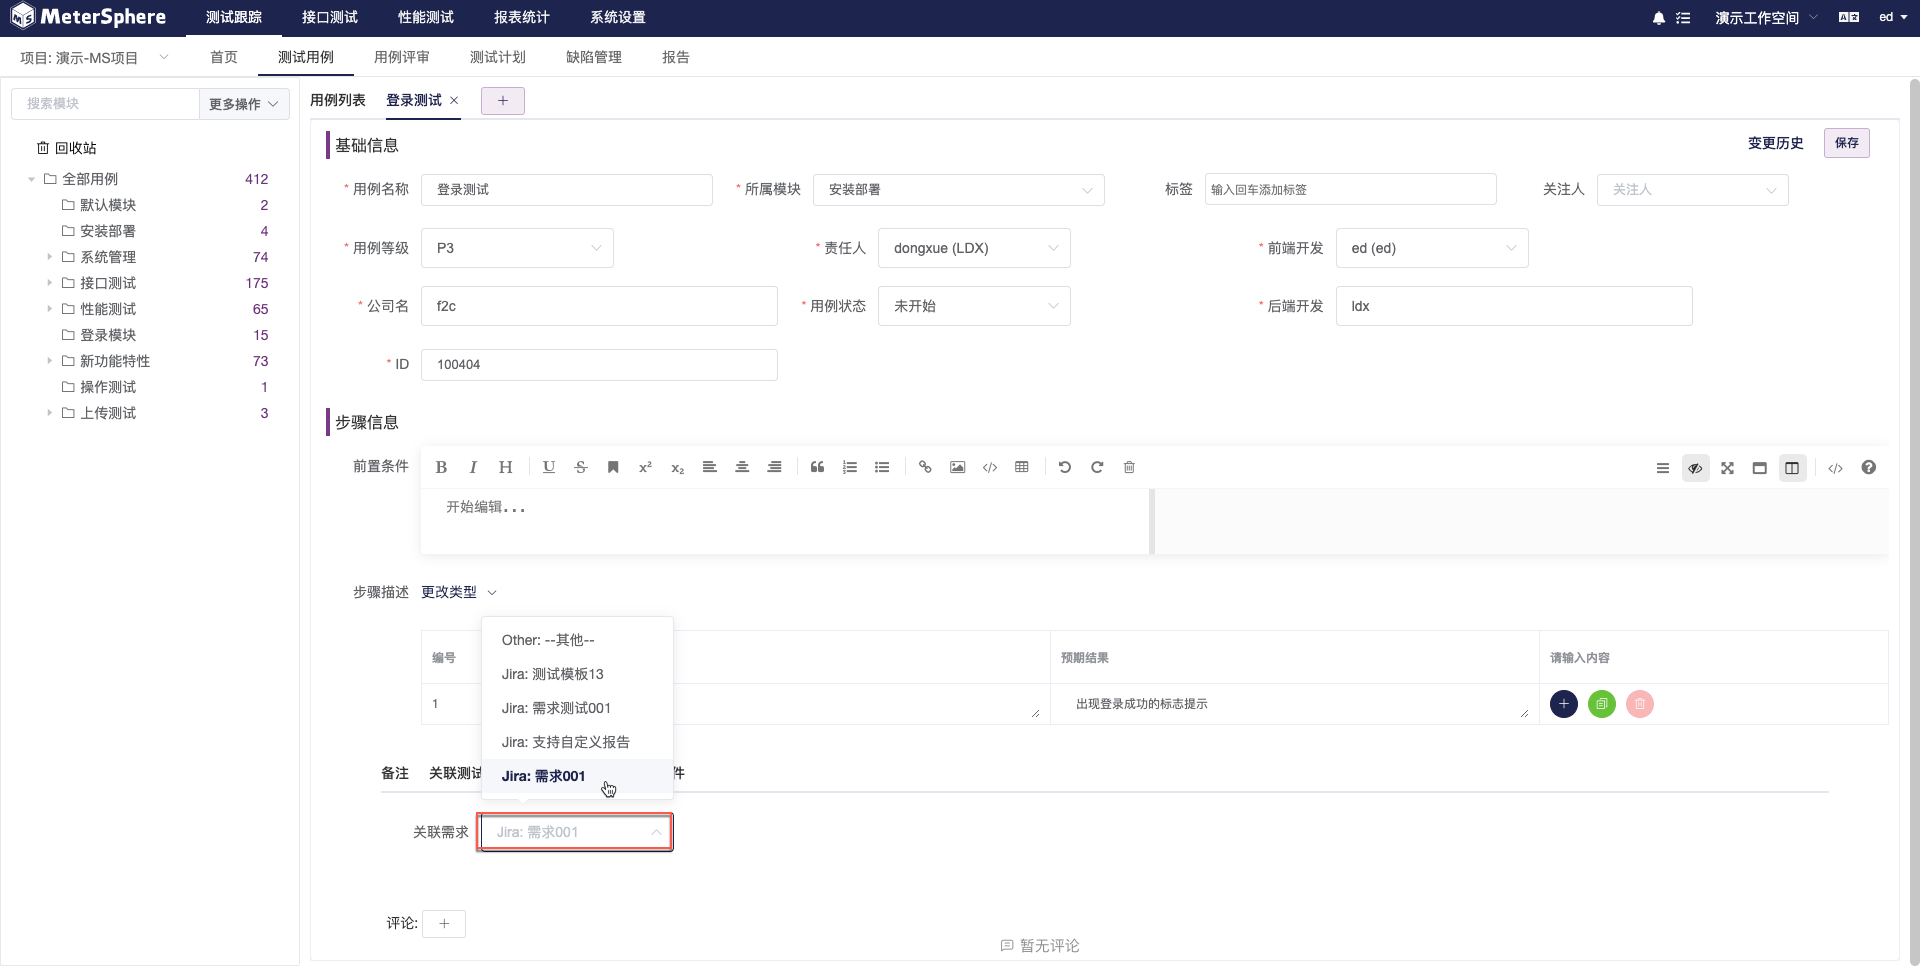 MeterSphere 测试跟踪 接口测试 性能测试 报表统计 系统设置 演示工作空间 ed
项目: 演示-MS项目 首页 测试用例 用例评审 测试计划 缺陷管理 报告
搜索模块 更多操作
回收站
全部用例 412
默认模块 2
安装部署 4
系统管理 74
接口测试 175
性能测试 65
登录模块 15
新功能特性 73
操作测试 1
上传测试 3
用例列表 登录测试 × +
基础信息 变更历史 保存
* 用例名称 登录测试 * 所属模块 安装部署 标签 输入回车添加标签 关注人 关注人
* 用例等级 P3 * 责任人 dongxue (LDX) * 前端开发 ed (ed)
* 公司名 f2c * 用例状态 未开始 * 后端开发 ldx
* ID 100404
步骤信息
前置条件 B I H U S x² x₂
开始编辑...
步骤描述 更改类型
编号 预期结果 请输入内容
1 出现登录成功的标志提示
Other: --其他--
Jira: 测试模板13
Jira: 需求测试001
Jira: 支持自定义报告
Jira: 需求001
备注 关联测试 件
关联需求 Jira: 需求001
评论: +
暂无评论